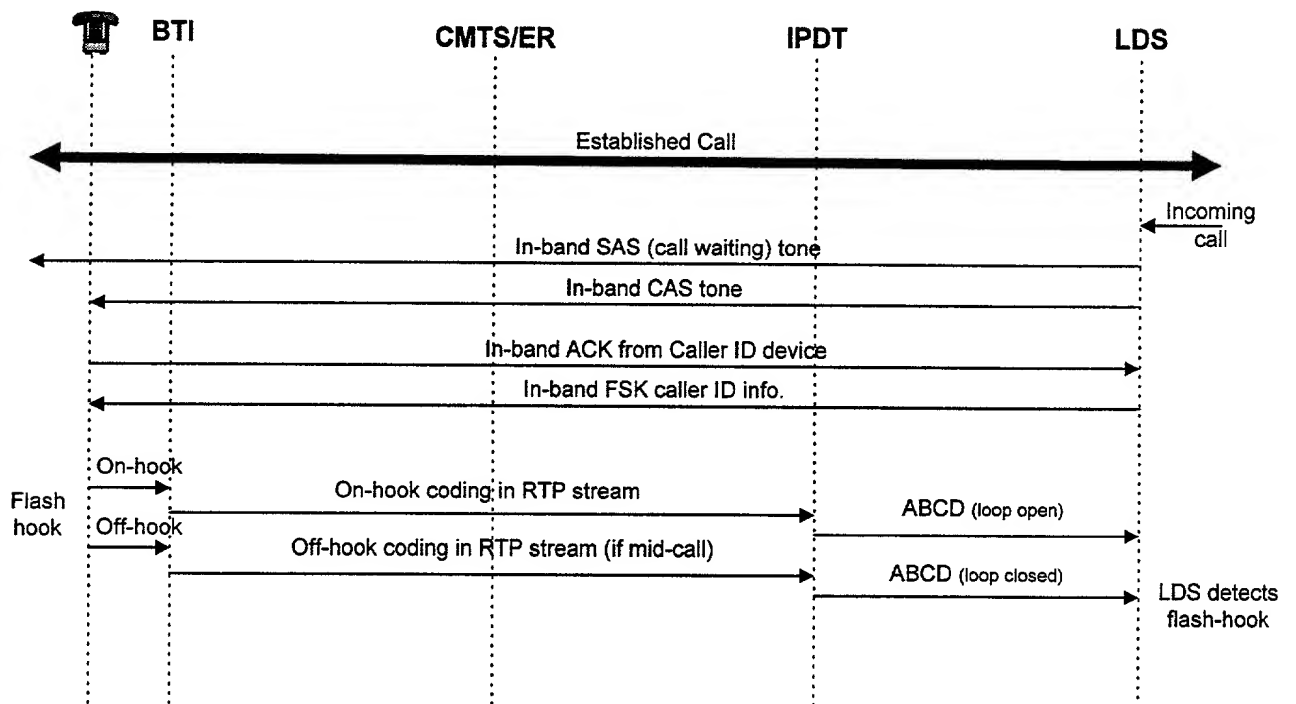 BTI
CMTS/ER
IPDT
LDS
Established Call
Incoming
call
In-band SAS (call waiting) tone
In-band CAS tone
In-band ACK from Caller ID device
In-band FSK caller ID info.
On-hook
On-hook coding in RTP stream
Flash
hook
ABCD (loop open)
Off-hook
Off-hook coding in RTP stream (if mid-call)
ABCD (loop closed)
LDS detects
flash-hook